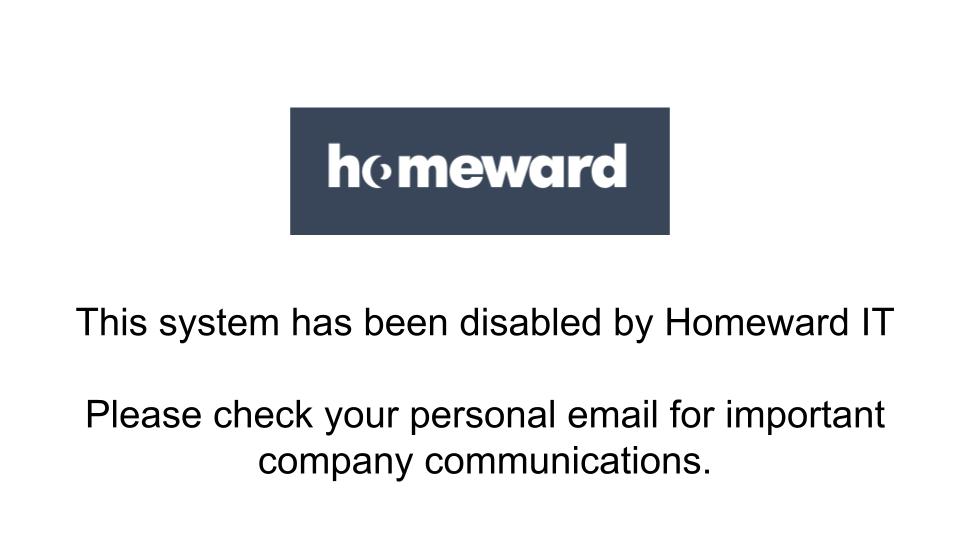 homeward
This system has been disabled by Homeward IT
Please check your personal email for important
company communications.